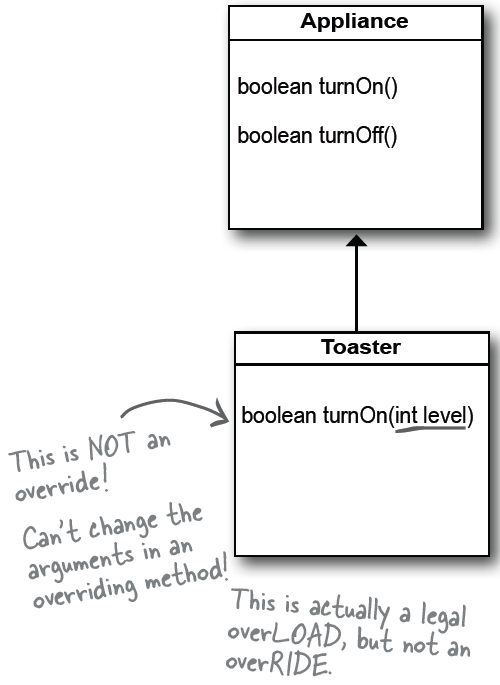 Appliance
boolean turnOn()
boolean turnOff()
Toaster
boolean turnOn(int level)
This is NOT an
override!
Can't change the
arguments in an
overriding method!
This is actually a legal
overLOAD, but not an
overRIDE.